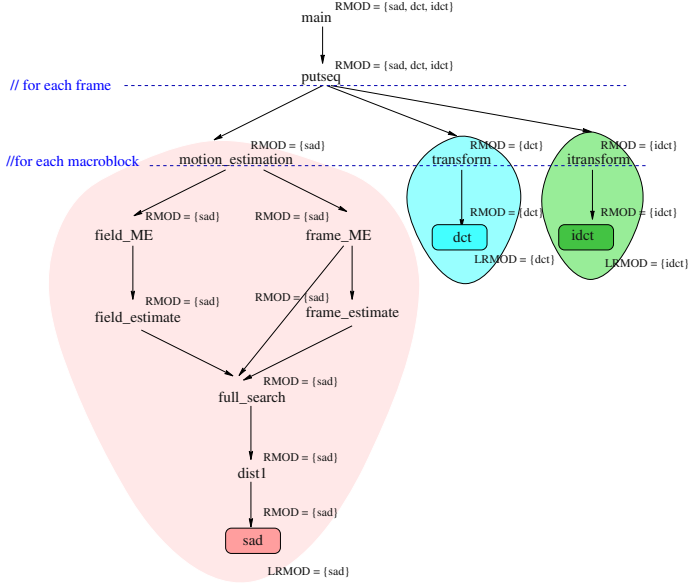 RMOD = {sad, dct, idct}
main
RMOD = {sad, dct, idct}
putseq
// for each frame
RMOD = {sad}
RMOD = {dct}
RMOD = {idct}
//for each macroblock
motion_estimation
transform
itransform
RMOD = {sad}
RMOD = {sad}
RMOD = {dct}
RMOD = {idct}
field_ME
frame_ME
dct
idct
LRMOD = {dct}
LRMOD = {idct}
RMOD = {sad}
RMOD = {sad}
field_estimate
frame_estimate
RMOD = {sad}
full_search
RMOD = {sad}
dist1
RMOD = {sad}
sad
LRMOD = {sad}